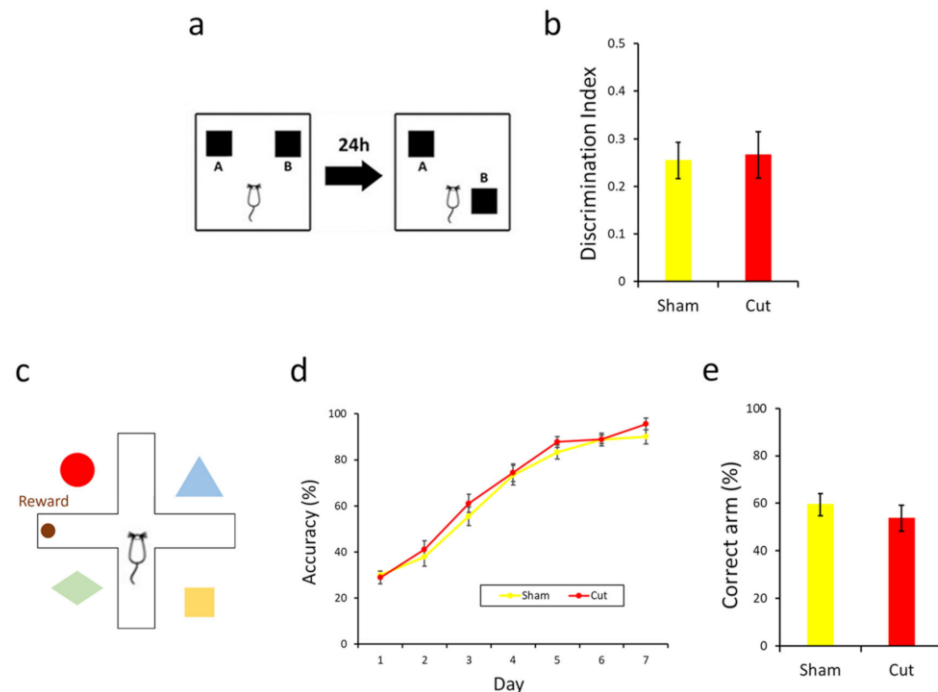 a
24h
A
B
A
B
b
Discrimination Index
0.5
0.4
0.3
0.2
0.1
0
Sham
Cut
c
Reward
d
Accuracy (%)
100
80
60
40
20
0
1 2 3 4 5 6 7
Day
Sham Cut
e
Correct arm (%)
100
80
60
40
20
0
Sham
Cut